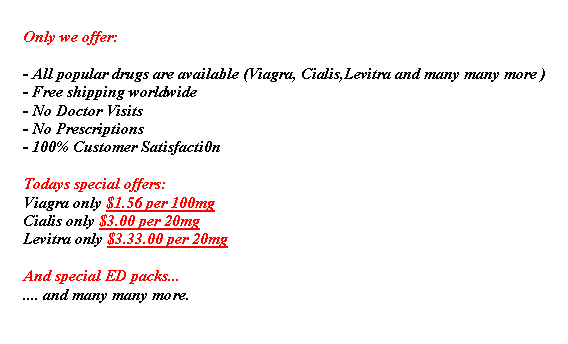 Only we offer:
- All popular drugs are available (Viagra, Cialis,Levitra and many many more )
- Free shipping worldwide
- No Doctor Visits
- No Prescriptions
- 100% Customer Satisfacti0n
Todays special offers:
Viagra only $1.56 per 100mg
Cialis only $3.00 per 20mg
Levitra only $3.33.00 per 20mg
And special ED packs...
.... and many many more.